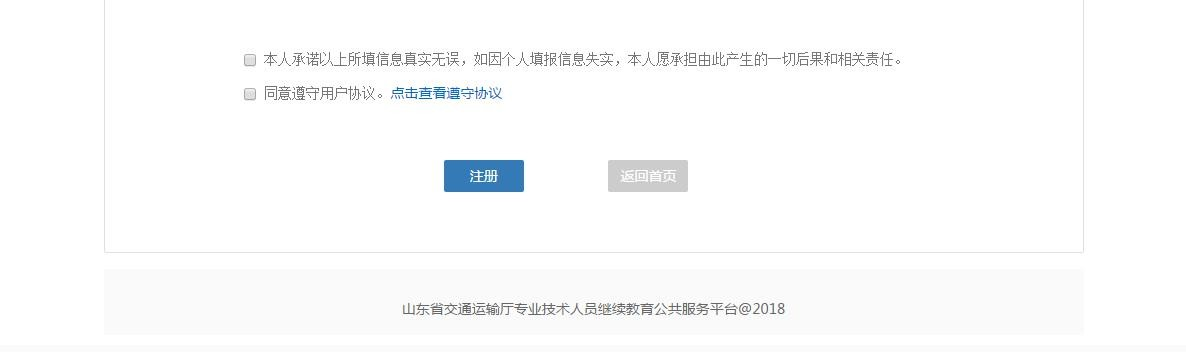 本人承诺以上所填信息真实无误，如因个人填报信息失实，本人愿承担由此产生的一切后果和相关责任。
同意遵守用户协议。点击查看遵守协议
注册 返回首页
山东省交通运输厅专业技术人员继续教育公共服务平台@2018